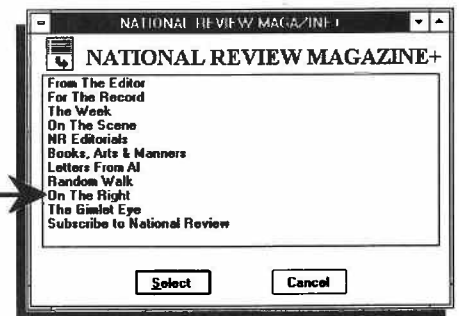 NATIONAL REVIEW MAGAZINE+
NATIONAL REVIEW MAGAZINE+
From The Editor
For The Record
The Week
On The Scene
NR Editorials
Books, Arts & Manners
Letters From Al
Random Walk
On The Right
The Gimlet Eye
Subscribe to National Review
Select
Cancel